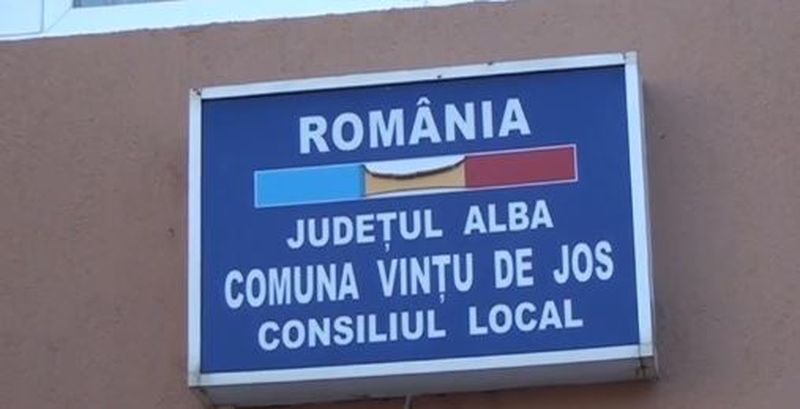 ROMÂNIA
JUDEȚUL ALBA
COMUNA VINȚU DE JOS
CONSILIUL LOCAL